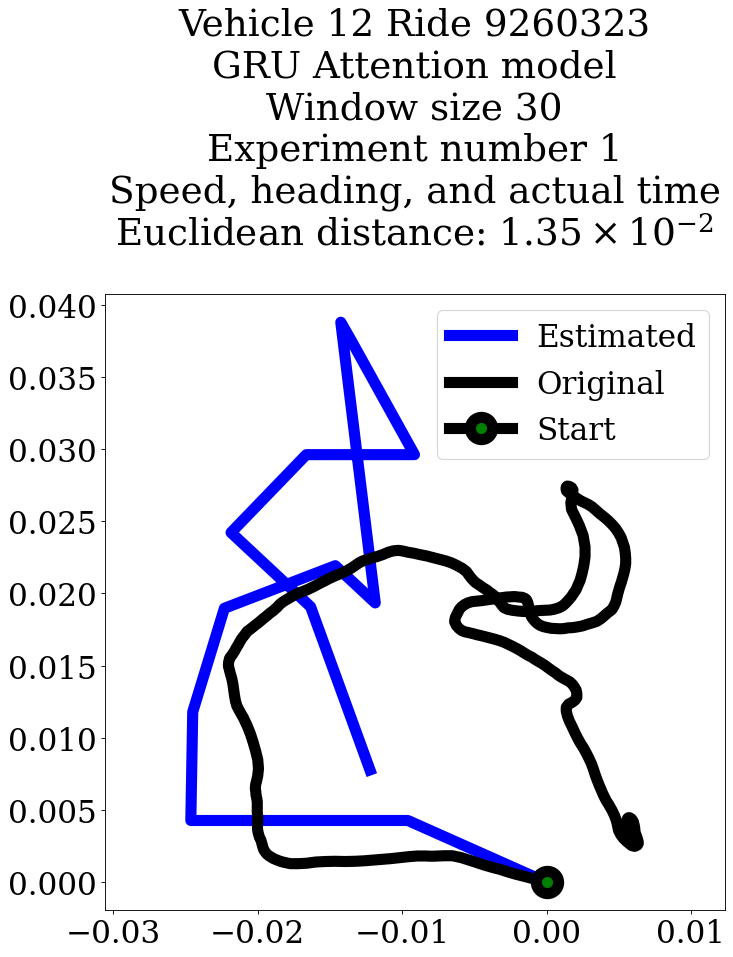 Vehicle 12 Ride 9260323
GRU Attention model
Window size 30
Experiment number 1
Speed, heading, and actual time
Euclidean distance: 1.35 × 10⁻²
Estimated
Original
Start
0.040
0.035
0.030
0.025
0.020
0.015
0.010
0.005
0.000
−0.03 −0.02 −0.01 0.00 0.01